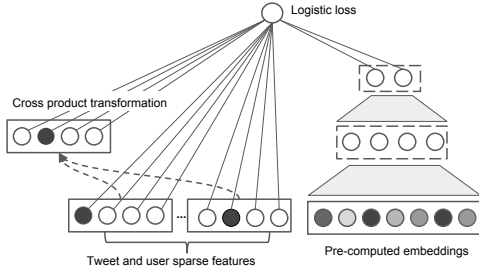 Logistic loss
Cross product transformation
...
Tweet and user sparse features
Pre-computed embeddings